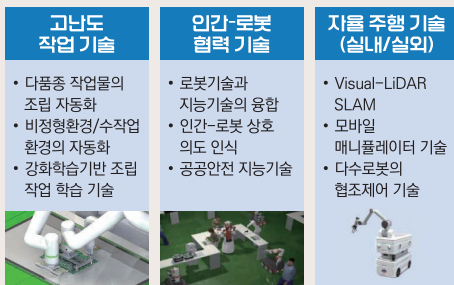 고난도
작업 기술
• 다품종 작업물의
조립 자동화
• 비정형환경/수작업
환경의 자동화
• 강화학습기반 조립
작업 학습 기술
인간-로봇
협력 기술
• 로봇기술과
지능기술의 융합
• 인간-로봇 상호
의도 인식
• 공공안전 지능기술
자율 주행 기술
(실내/실외)
• Visual-LiDAR
SLAM
• 모바일
매니퓰레이터 기술
• 다수로봇의
협조제어 기술